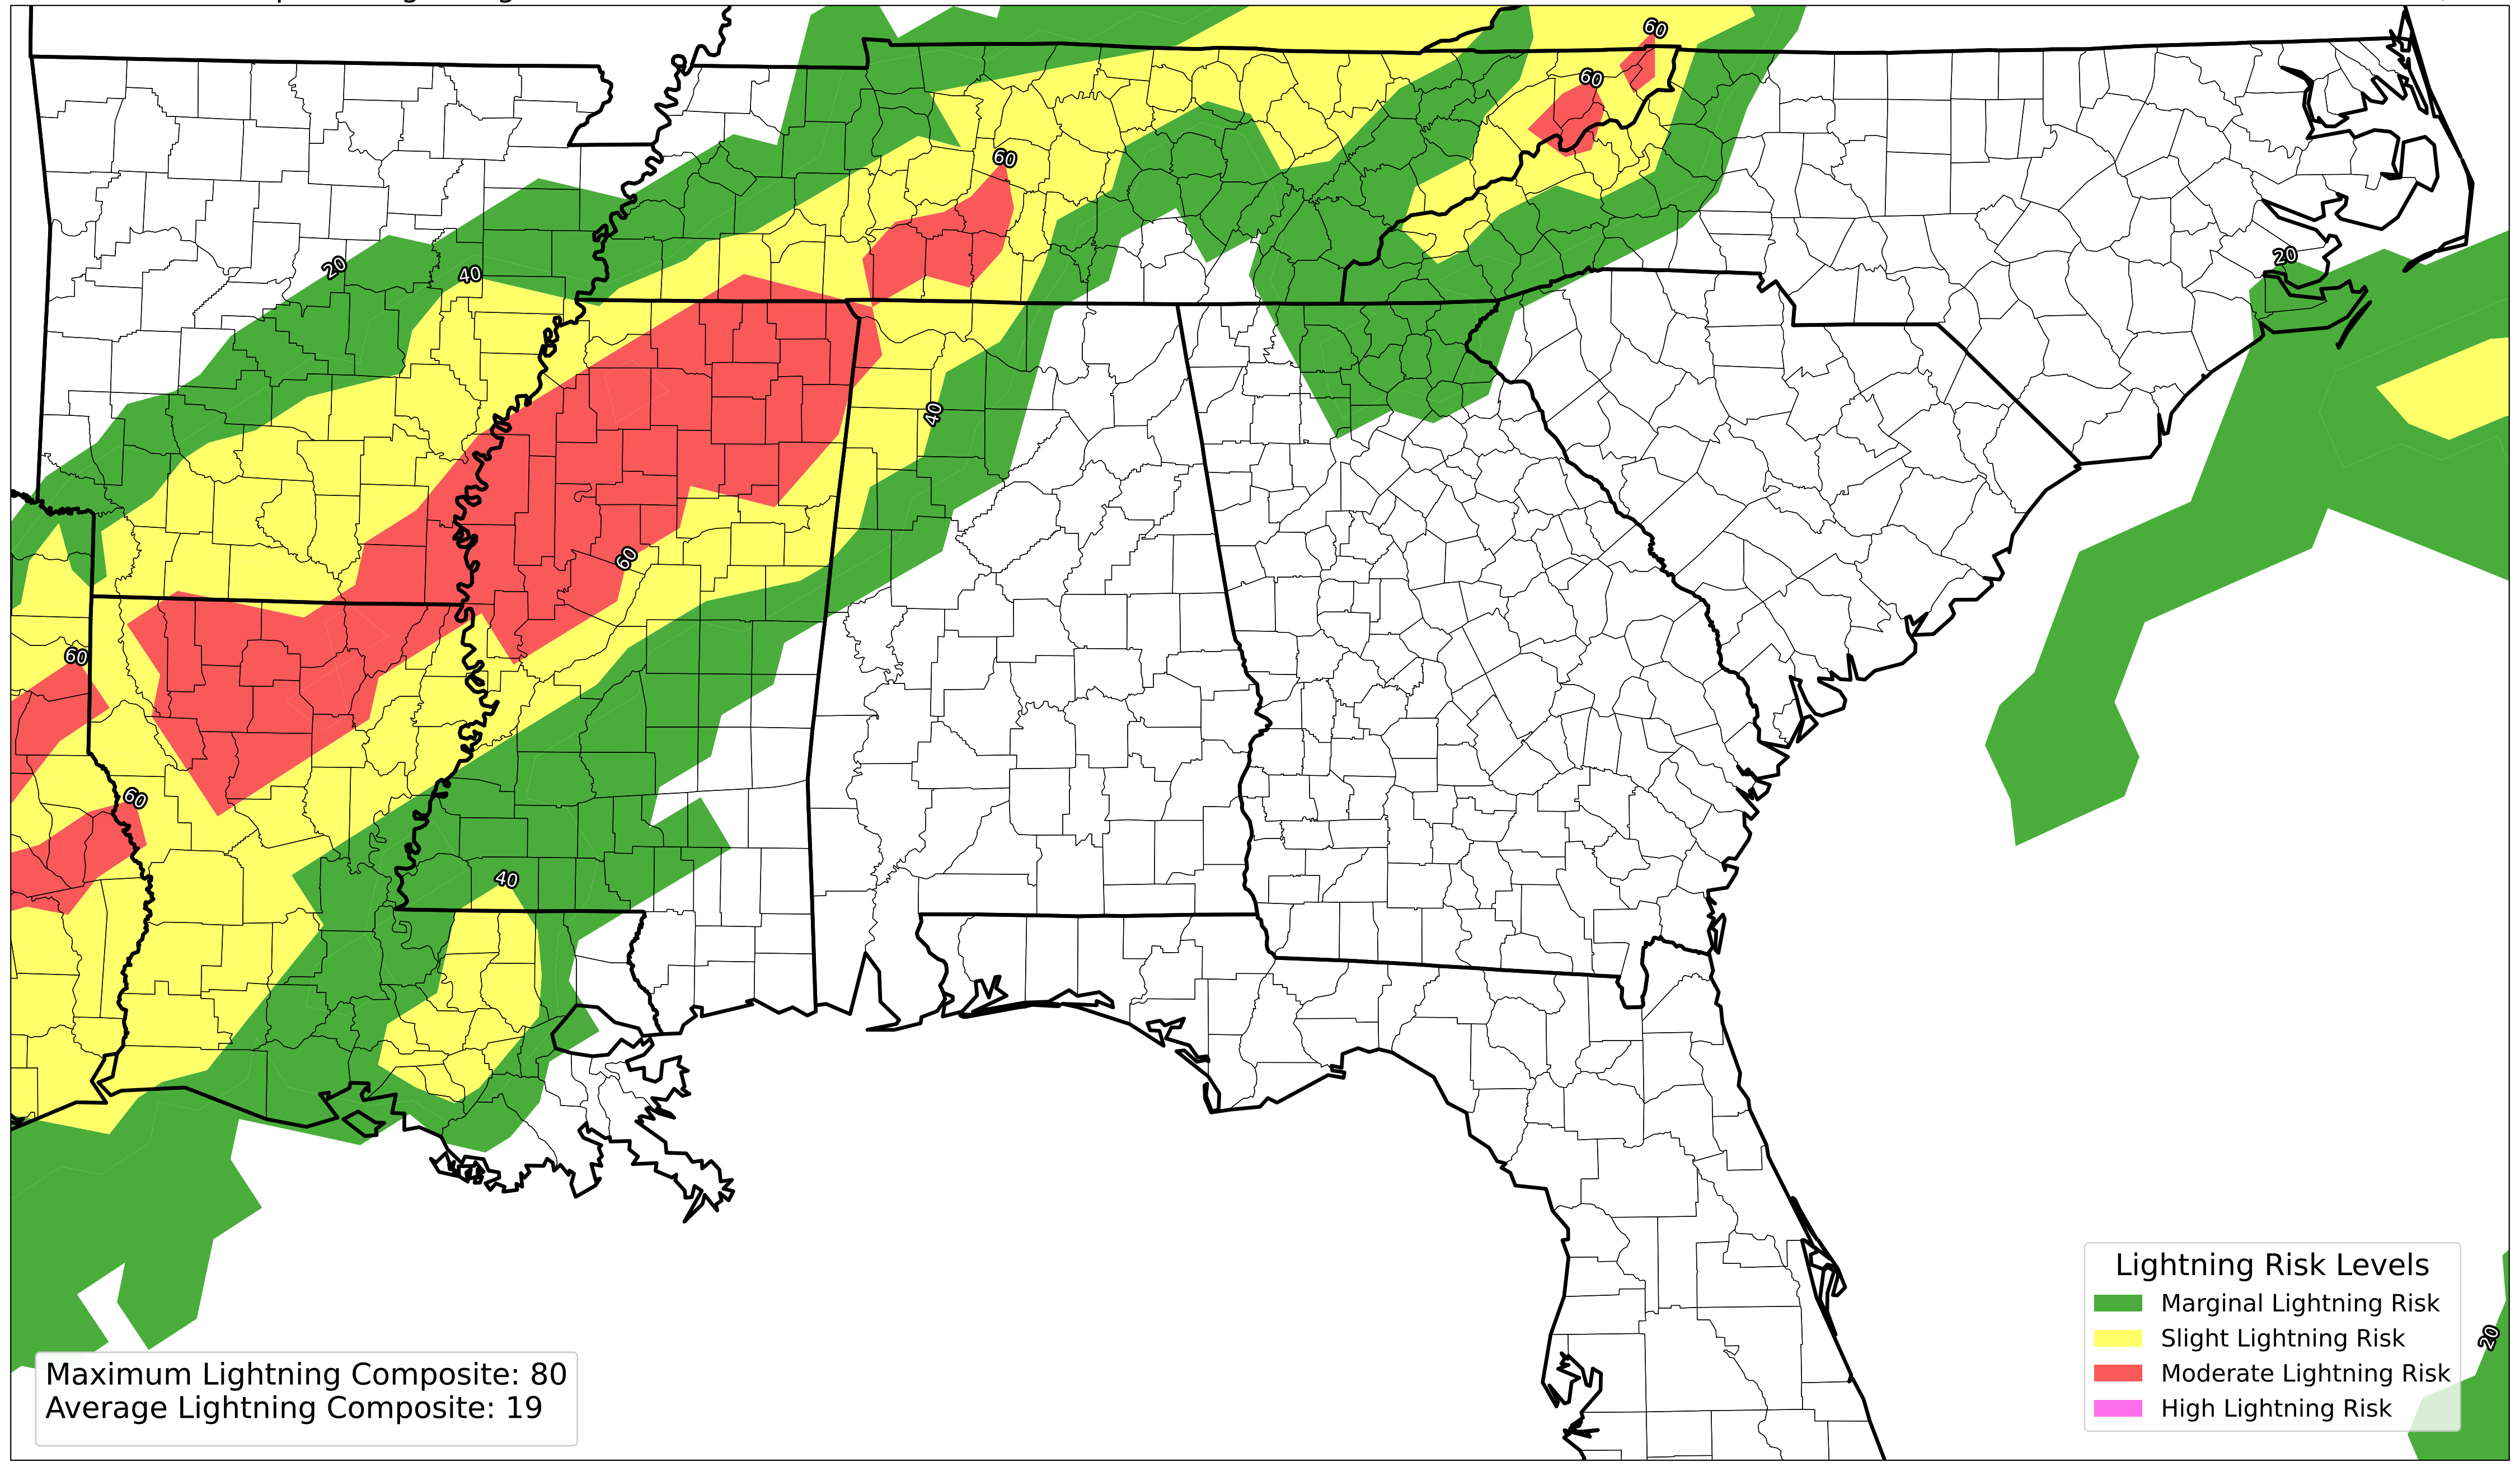 60
60
60
20
40
20
40
60
60
60
40
20
Lightning Risk Levels
Marginal Lightning Risk
Slight Lightning Risk
Moderate Lightning Risk
High Lightning Risk
Maximum Lightning Composite: 80
Average Lightning Composite: 19